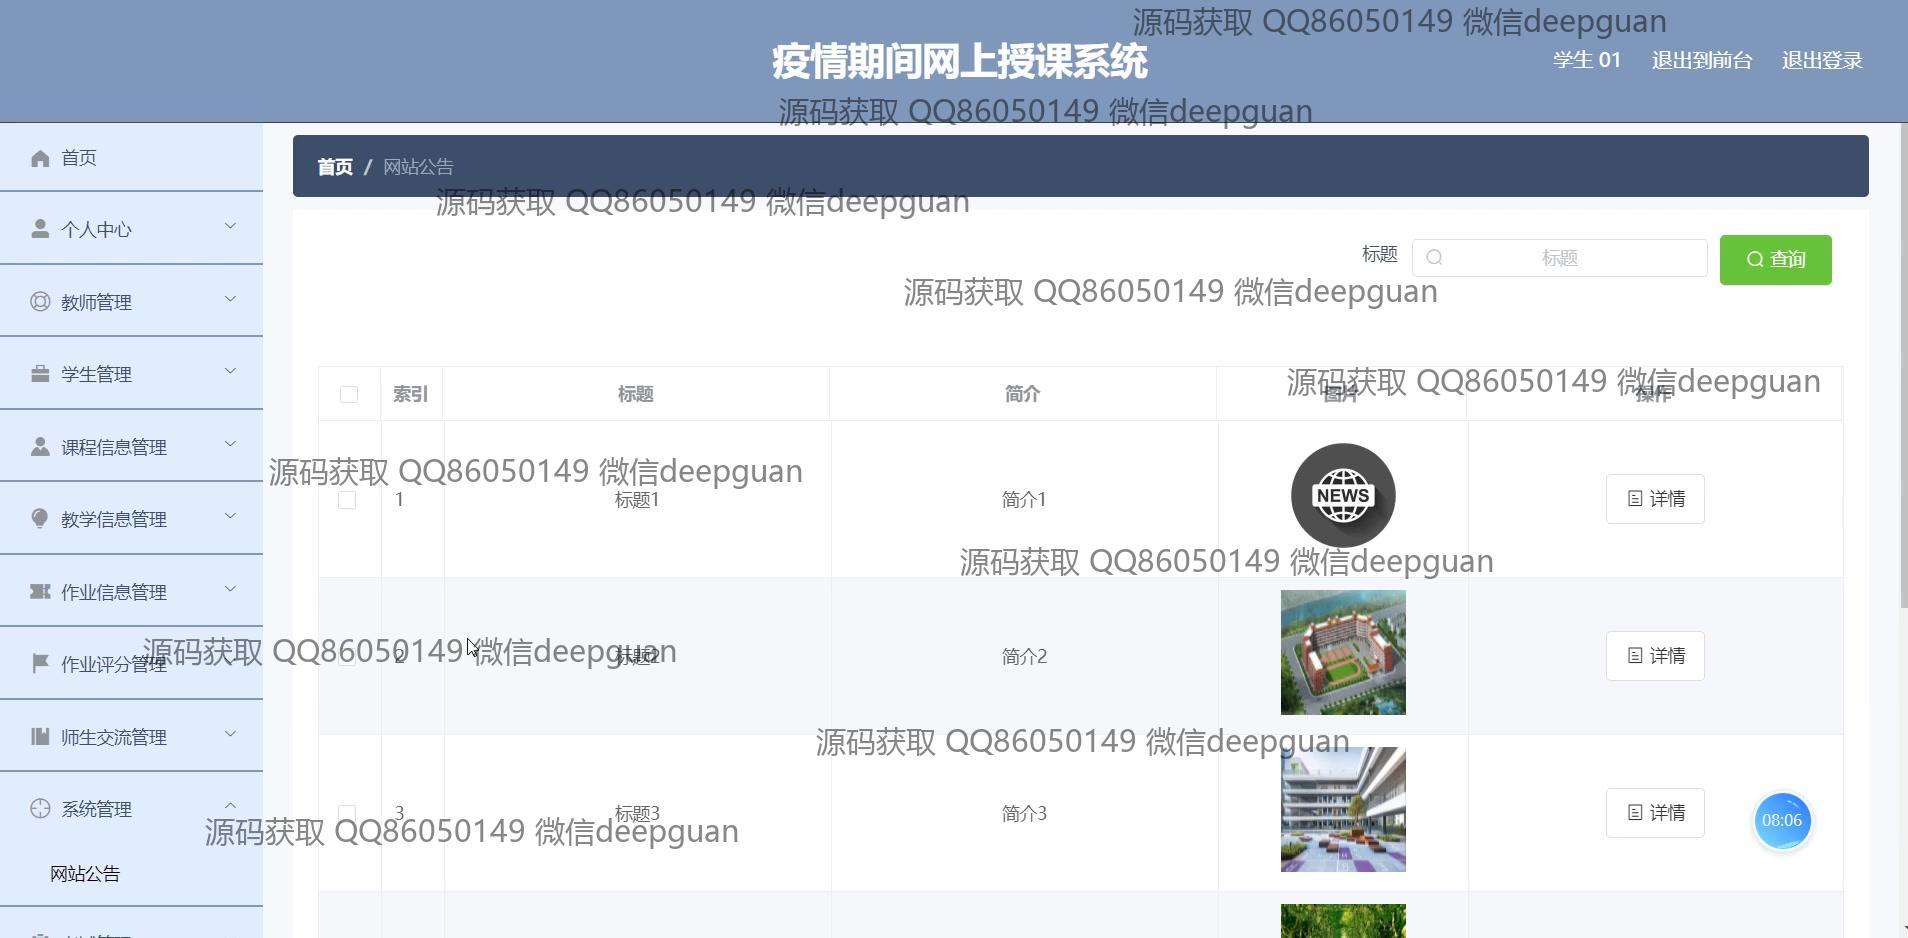 源码获取 QQ86050149 微信deepguan
疫情期间网上授课系统
学生 01 退出到前台 退出登录
源码获取 QQ86050149 微信deepguan
首页
首页 / 网站公告
源码获取 QQ86050149 微信deepguan
个人中心
标题 标题 查询
源码获取 QQ86050149 微信deepguan
教师管理
学生管理
源码获取 QQ86050149 微信deepguan
索引 标题 简介 图片 操作
课程信息管理
源码获取 QQ86050149 微信deepguan
1 标题1 简介1 NEWS 详情
教学信息管理
源码获取 QQ86050149 微信deepguan
作业信息管理
源码获取 QQ86050149 微信deepguan
2 标题2 简介2 详情
作业评分管理
师生交流管理
源码获取 QQ86050149 微信deepguan
系统管理
3 标题3 简介3 详情
08:06
源码获取 QQ86050149 微信deepguan
网站公告